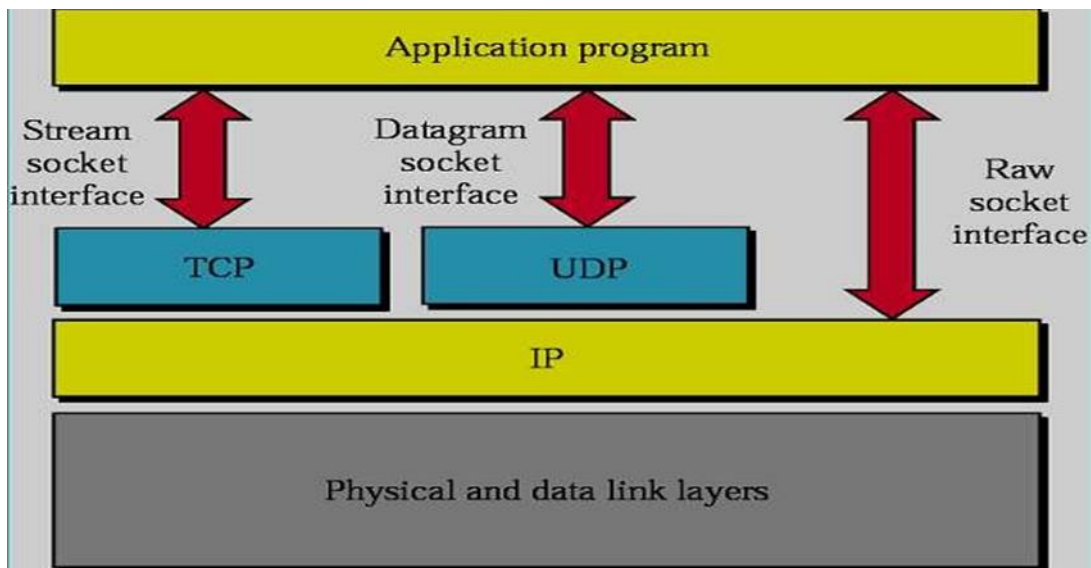 Application program
Stream
socket
interface
Datagram
socket
interface
Raw
socket
interface
TCP
UDP
IP
Physical and data link layers